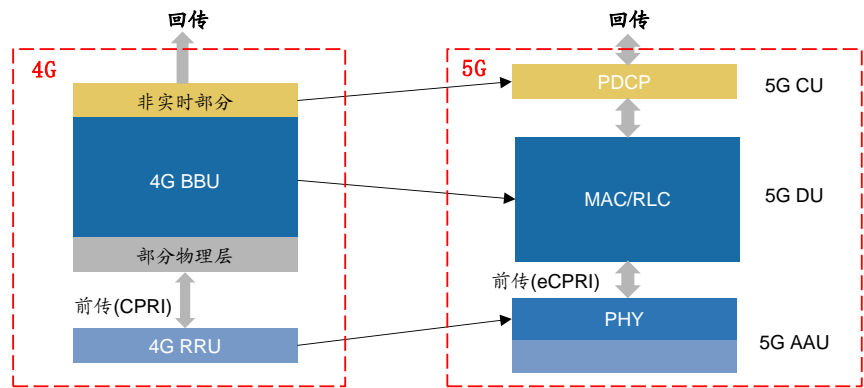 回传
4G
非实时部分
4G BBU
部分物理层
前传(CPRI)
4G RRU
回传
5G
PDCP
5G CU
MAC/RLC
5G DU
前传(eCPRI)
PHY
5G AAU